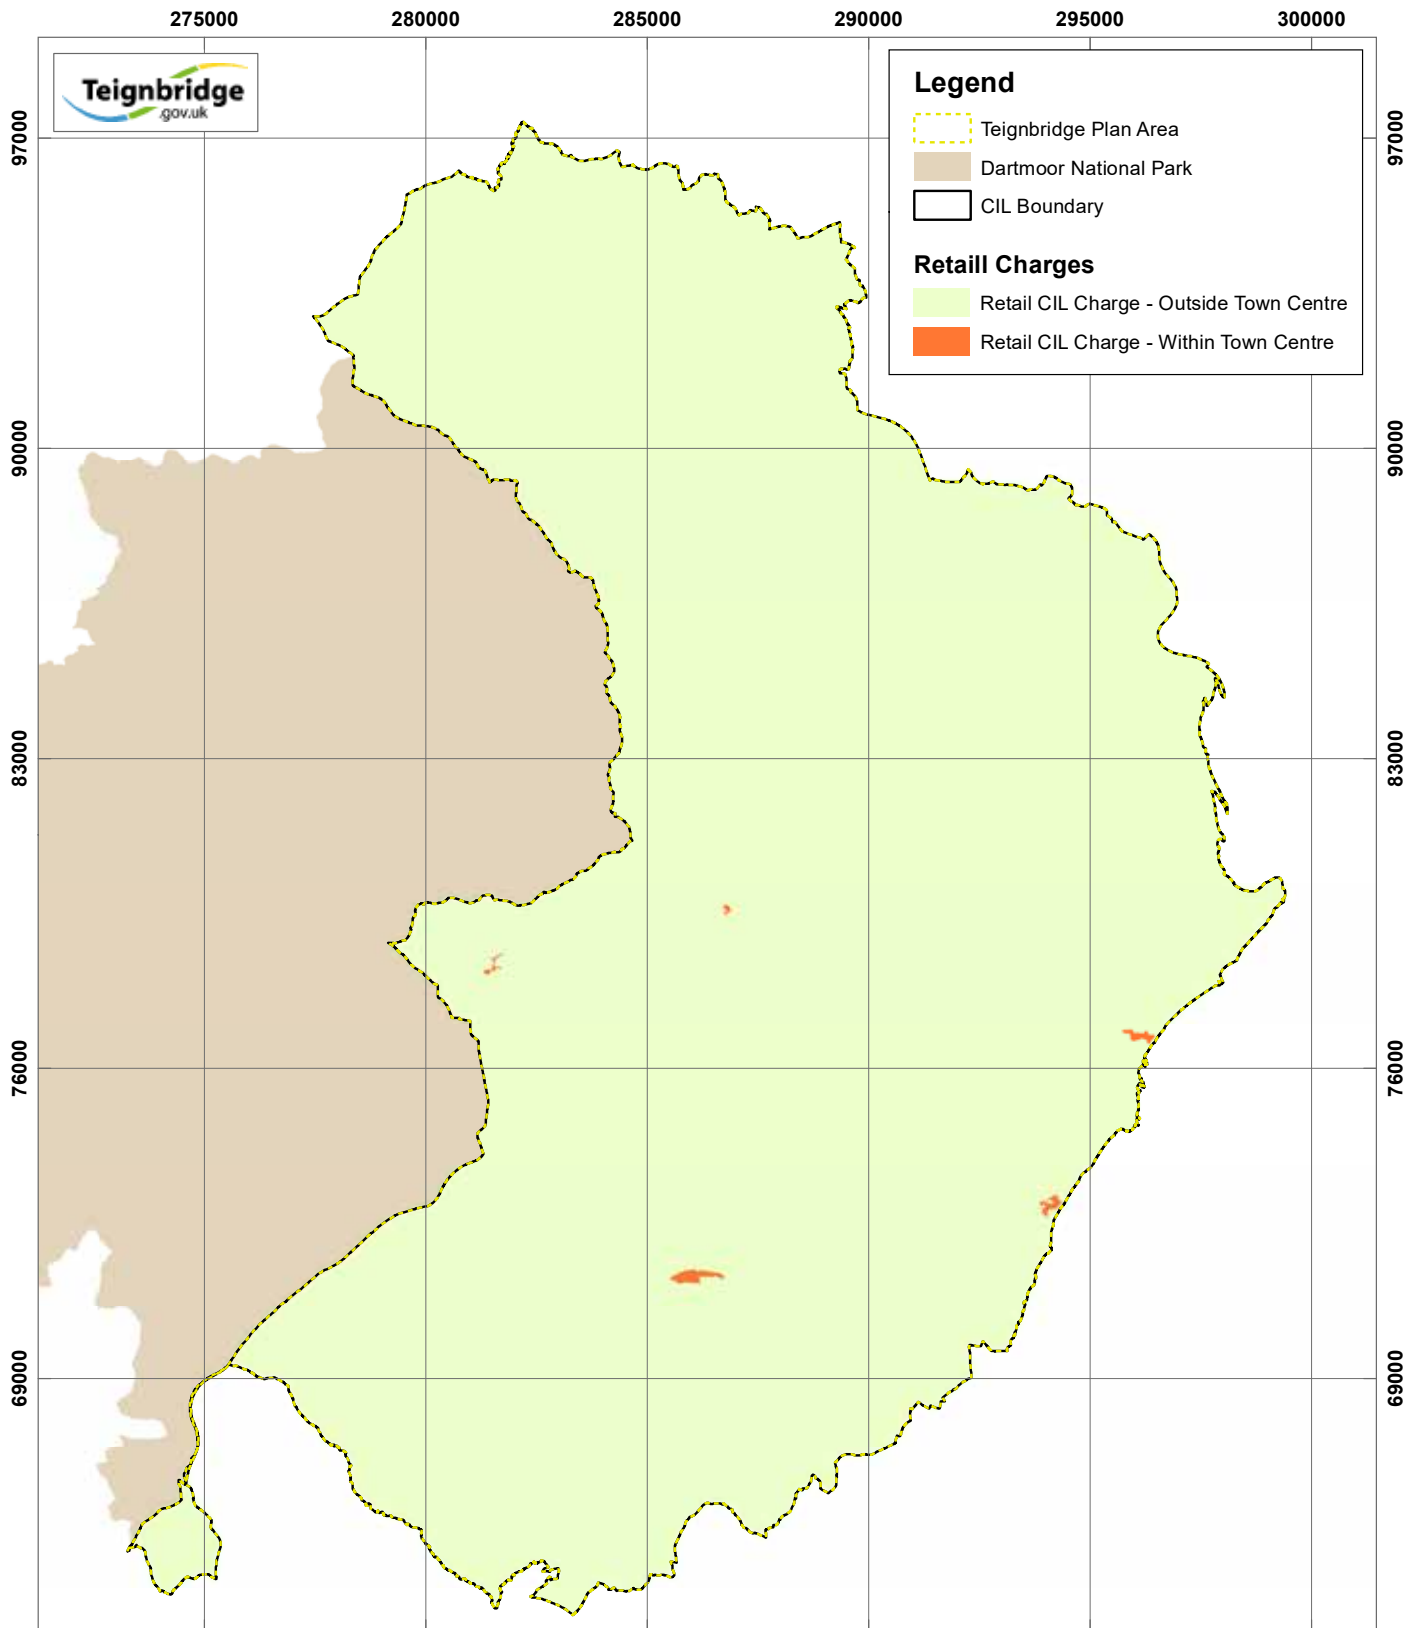 275000 280000 285000 290000 295000 300000
Teignbridge
.gov.uk
Legend
Teignbridge Plan Area
Dartmoor National Park
CIL Boundary
Retaill Charges
Retail CIL Charge - Outside Town Centre
Retail CIL Charge - Within Town Centre
97000 97000
90000 90000
83000 83000
76000 76000
69000 69000